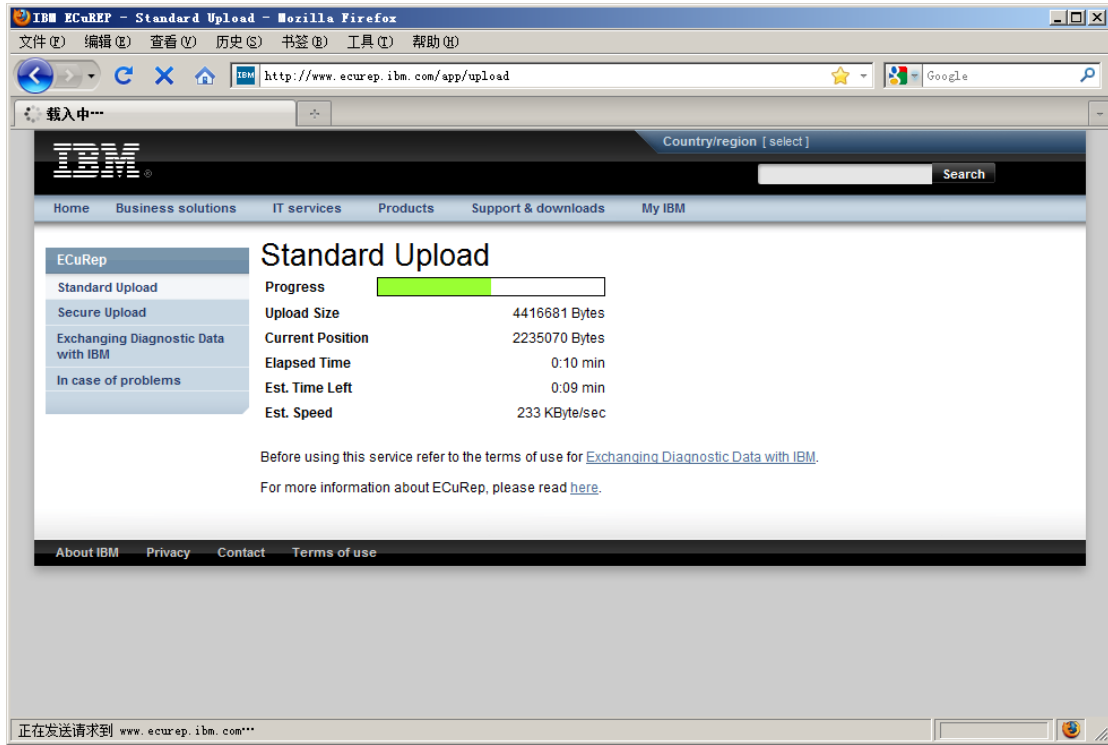 IBM ECuREP - Standard Upload - Mozilla Firefox
文件(F) 编辑(E) 查看(V) 历史(S) 书签(B) 工具(T) 帮助(H)
IBM http://www.ecurep.ibm.com/app/upload Google
载入中…
Country/region [ select ]
IBM®
Search
Home Business solutions IT services Products Support & downloads My IBM
ECuRep
Standard Upload
Secure Upload
Exchanging Diagnostic Data
with IBM
In case of problems
Standard Upload
Progress
Upload Size 4416681 Bytes
Current Position 2235070 Bytes
Elapsed Time 0:10 min
Est. Time Left 0:09 min
Est. Speed 233 KByte/sec
Before using this service refer to the terms of use for Exchanging Diagnostic Data with IBM.
For more information about ECuRep, please read here.
About IBM Privacy Contact Terms of use
正在发送请求到 www.ecurep.ibm.com…